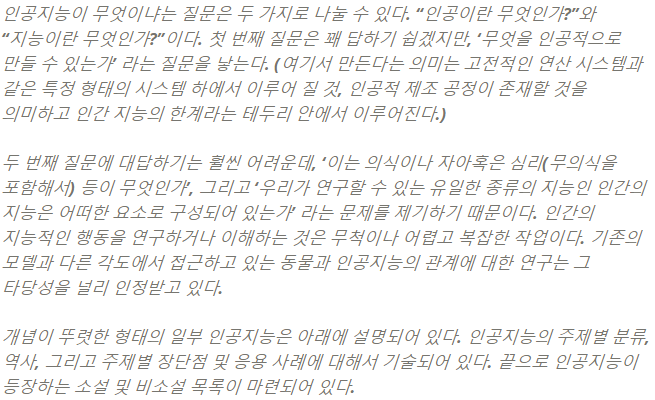 인공지능이 무엇이냐는 질문은 두 가지로 나눌 수 있다. “인공이란 무엇인가?”와
“지능이란 무엇인가?”이다. 첫 번째 질문은 꽤 답하기 쉽겠지만, ‘무엇을 인공적으로
만들 수 있는가’ 라는 질문을 낳는다. (여기서 만든다는 의미는 고전적인 연산 시스템과
같은 특정 형태의 시스템 하에서 이루어 질 것, 인공적 제조 공정이 존재할 것을
의미하고 인간 지능의 한계라는 테두리 안에서 이루어진다.)
두 번째 질문에 대답하기는 훨씬 어려운데, ‘이는 의식이나 자아혹은 심리(무의식을
포함해서) 등이 무엇인가’, 그리고 ‘우리가 연구할 수 있는 유일한 종류의 지능인 인간의
지능은 어떠한 요소로 구성되어 있는가’ 라는 문제를 제기하기 때문이다. 인간의
지능적인 행동을 연구하거나 이해하는 것은 무척이나 어렵고 복잡한 작업이다. 기존의
모델과 다른 각도에서 접근하고 있는 동물과 인공지능의 관계에 대한 연구는 그
타당성을 널리 인정받고 있다.
개념이 뚜렷한 형태의 일부 인공지능은 아래에 설명되어 있다. 인공지능의 주제별 분류,
역사, 그리고 주제별 장단점 및 응용 사례에 대해서 기술되어 있다. 끝으로 인공지능이
등장하는 소설 및 비소설 목록이 마련되어 있다.